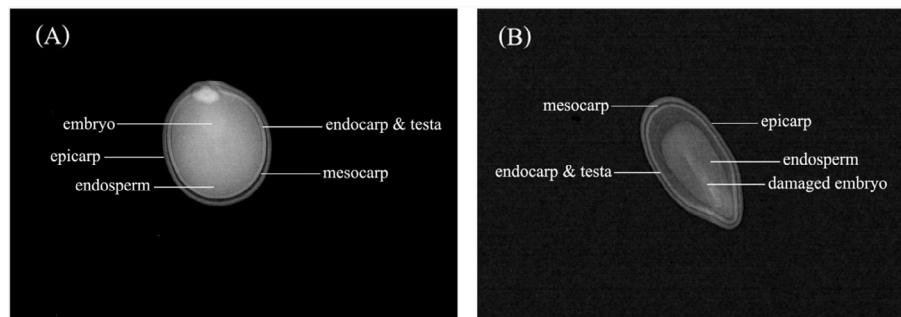 (A)
embryo
endocarp & testa
epicarp
mesocarp
endosperm
(B)
mesocarp
epicarp
endosperm
endocarp & testa
damaged embryo